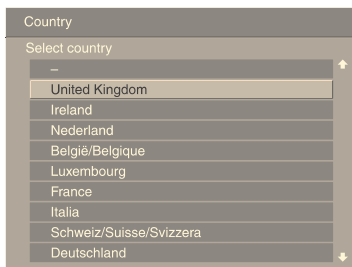 Country
Select country
–
United Kingdom
Ireland
Nederland
België/Belgique
Luxembourg
France
Italia
Schweiz/Suisse/Svizzera
Deutschland